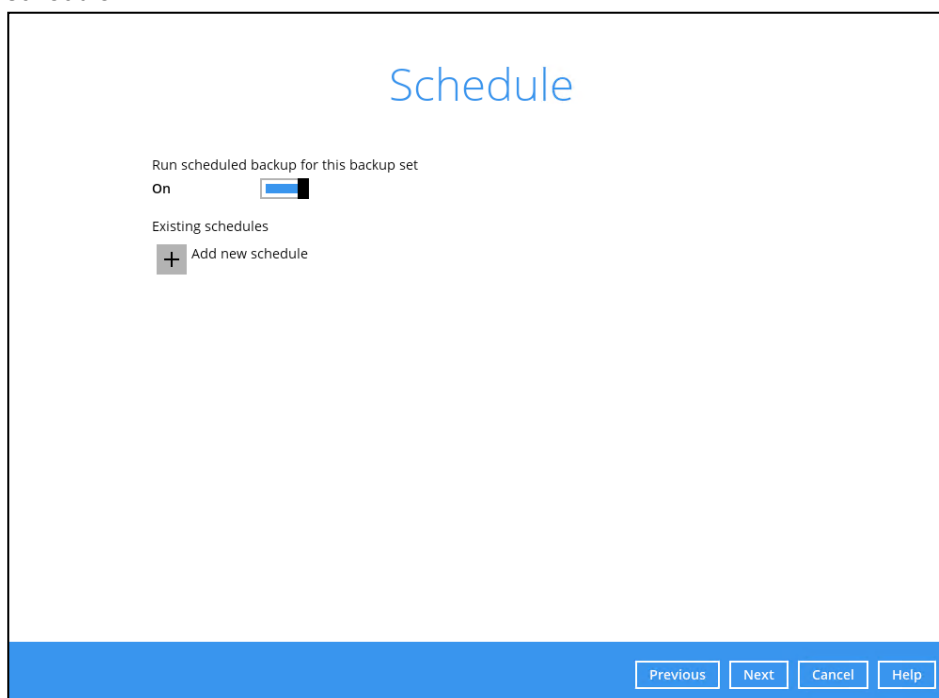 Schedule
Run scheduled backup for this backup set
On
Existing schedules
+ Add new schedule
Previous Next Cancel Help